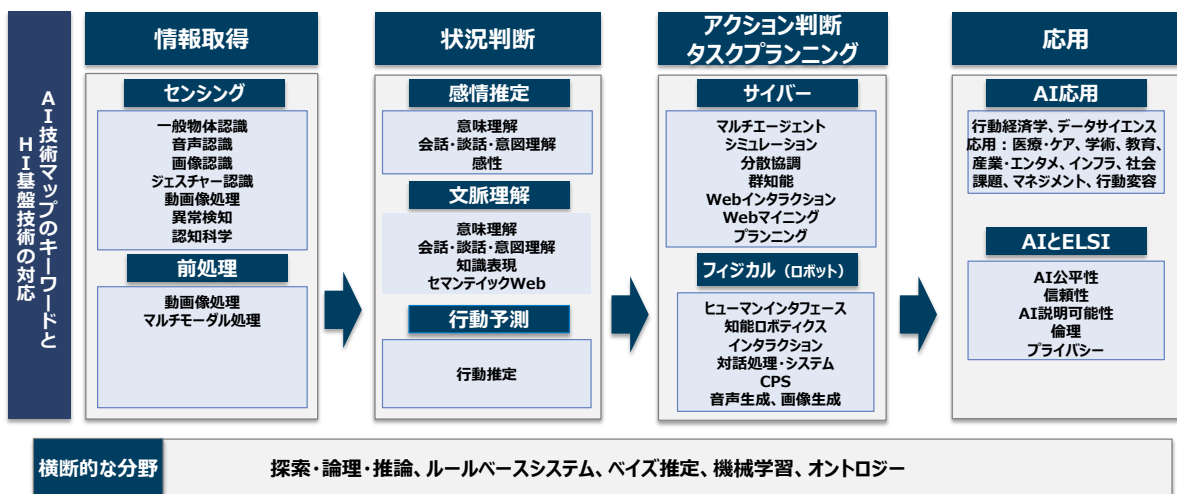 AI技術マップのキーワードと
HI基盤技術の対応
情報取得
センシング
一般物体認識
音声認識
画像認識
ジェスチャー認識
動画像処理
異常検知
認知科学
前処理
動画像処理
マルチモーダル処理
状況判断
感情推定
意味理解
会話・談話・意図理解
感性
文脈理解
意味理解
会話・談話・意図理解
知識表現
セマンテイックWeb
行動予測
行動推定
アクション判断
タスクプランニング
サイバー
マルチエージェント
シミュレーション
分散協調
群知能
Webインタラクション
Webマイニング
プランニング
フィジカル（ロボット）
ヒューマンインタフェース
知能ロボティクス
インタラクション
対話処理・システム
CPS
音声生成、画像生成
応用
AI応用
行動経済学、データサイエンス
応用：医療・ケア、学術、教育、
産業・エンタメ、インフラ、社会
課題、マネジメント、行動変容
AIとELSI
AI公平性
信頼性
AI説明可能性
倫理
プライバシー
横断的な分野
探索・論理・推論、ルールベースシステム、ベイズ推定、機械学習、オントロジー